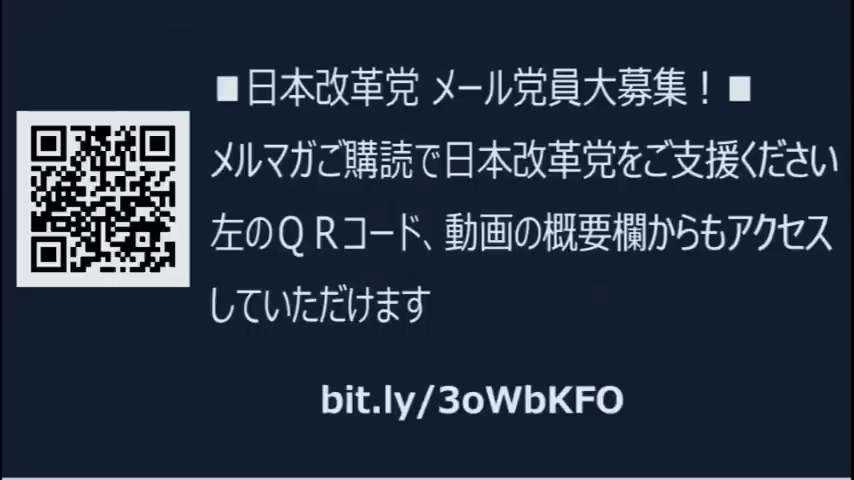 ■日本改革党 メール党員大募集！■
メルマガご購読で日本改革党をご支援ください
左のＱＲコード、動画の概要欄からもアクセス
していただけます
bit.ly/3oWbKFO